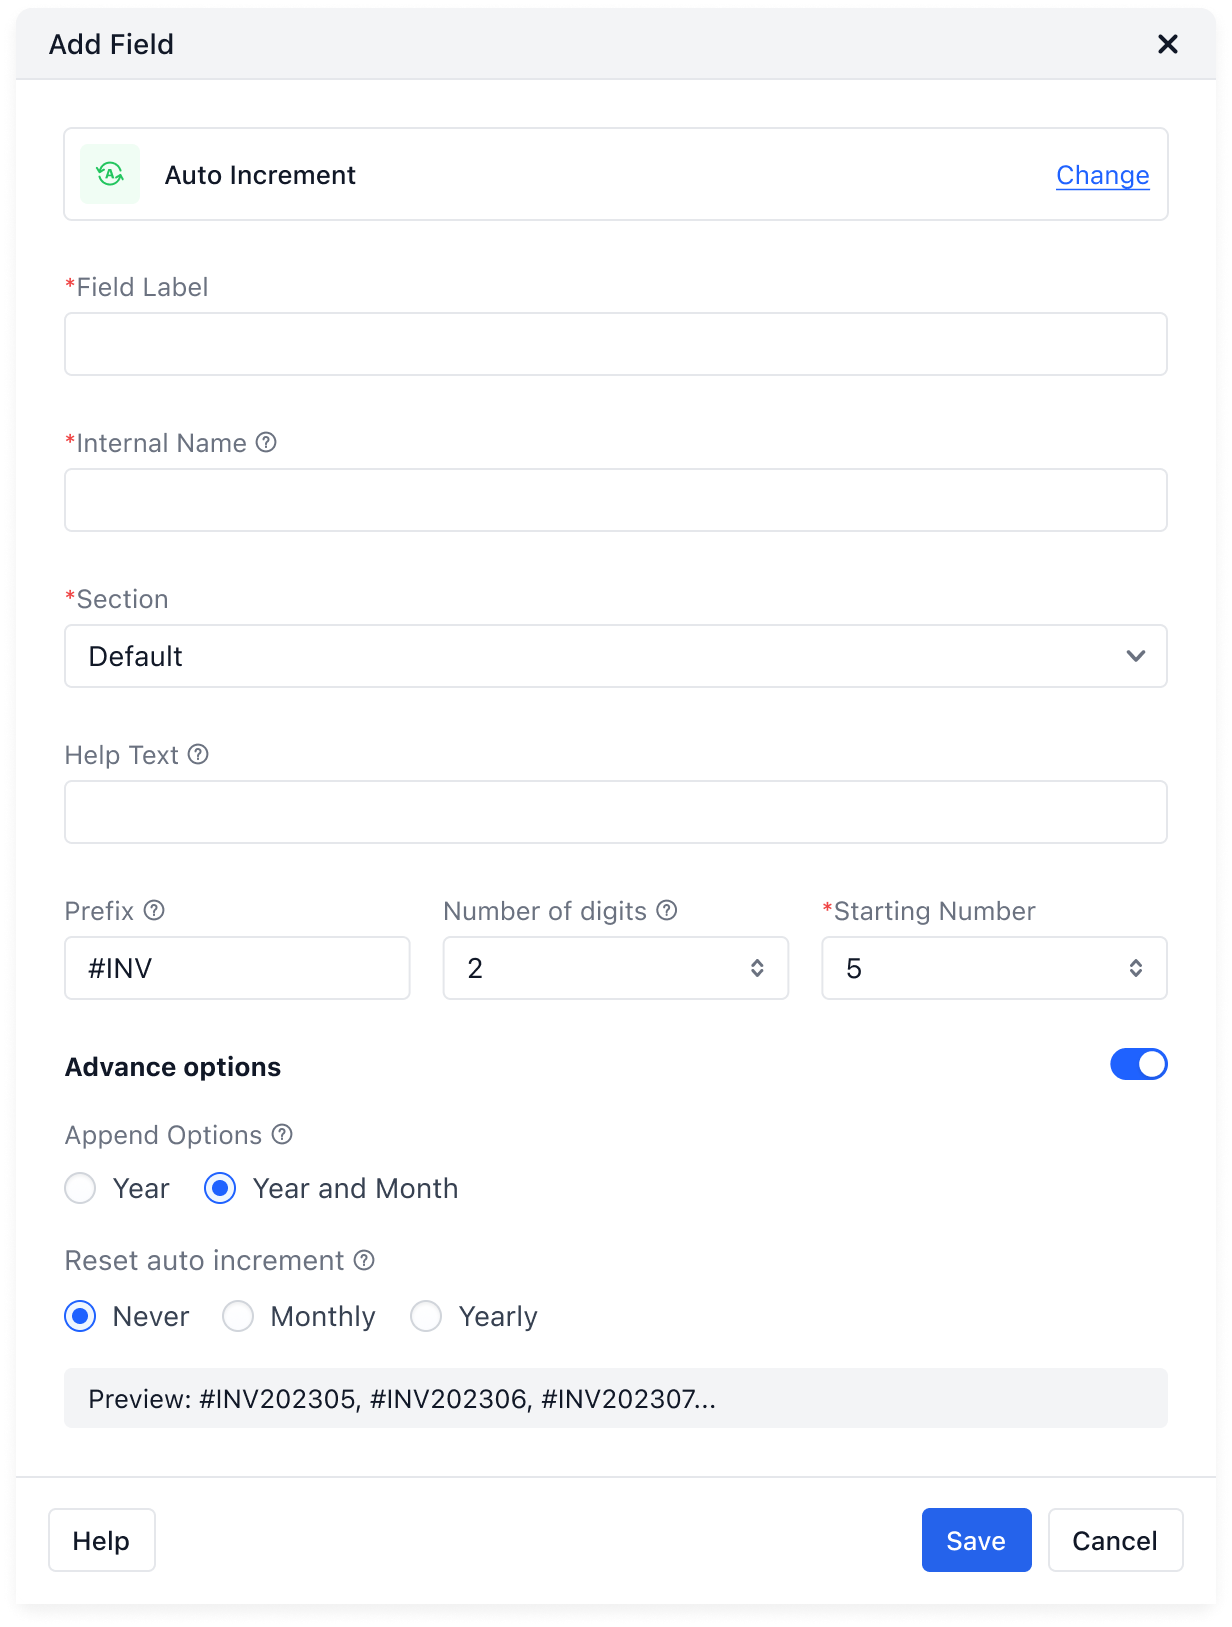 Add Field
Auto Increment Change
*Field Label
*Internal Name
*Section
Default
Help Text
Prefix Number of digits *Starting Number
#INV 2 5
Advance options
Append Options
Year Year and Month
Reset auto increment
Never Monthly Yearly
Preview: #INV202305, #INV202306, #INV202307...
Help Save Cancel